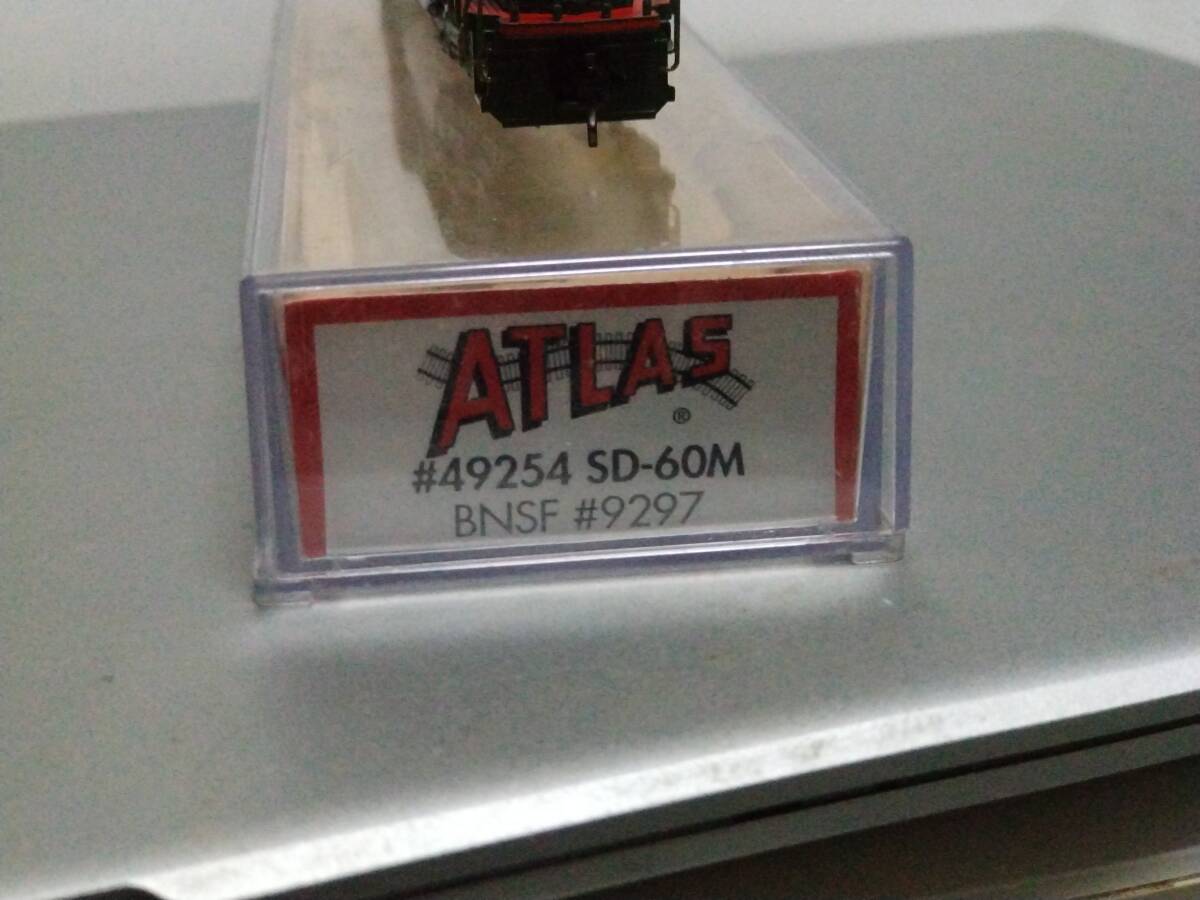 ATLAS
®
#49254 SD-60M
BNSF #9297